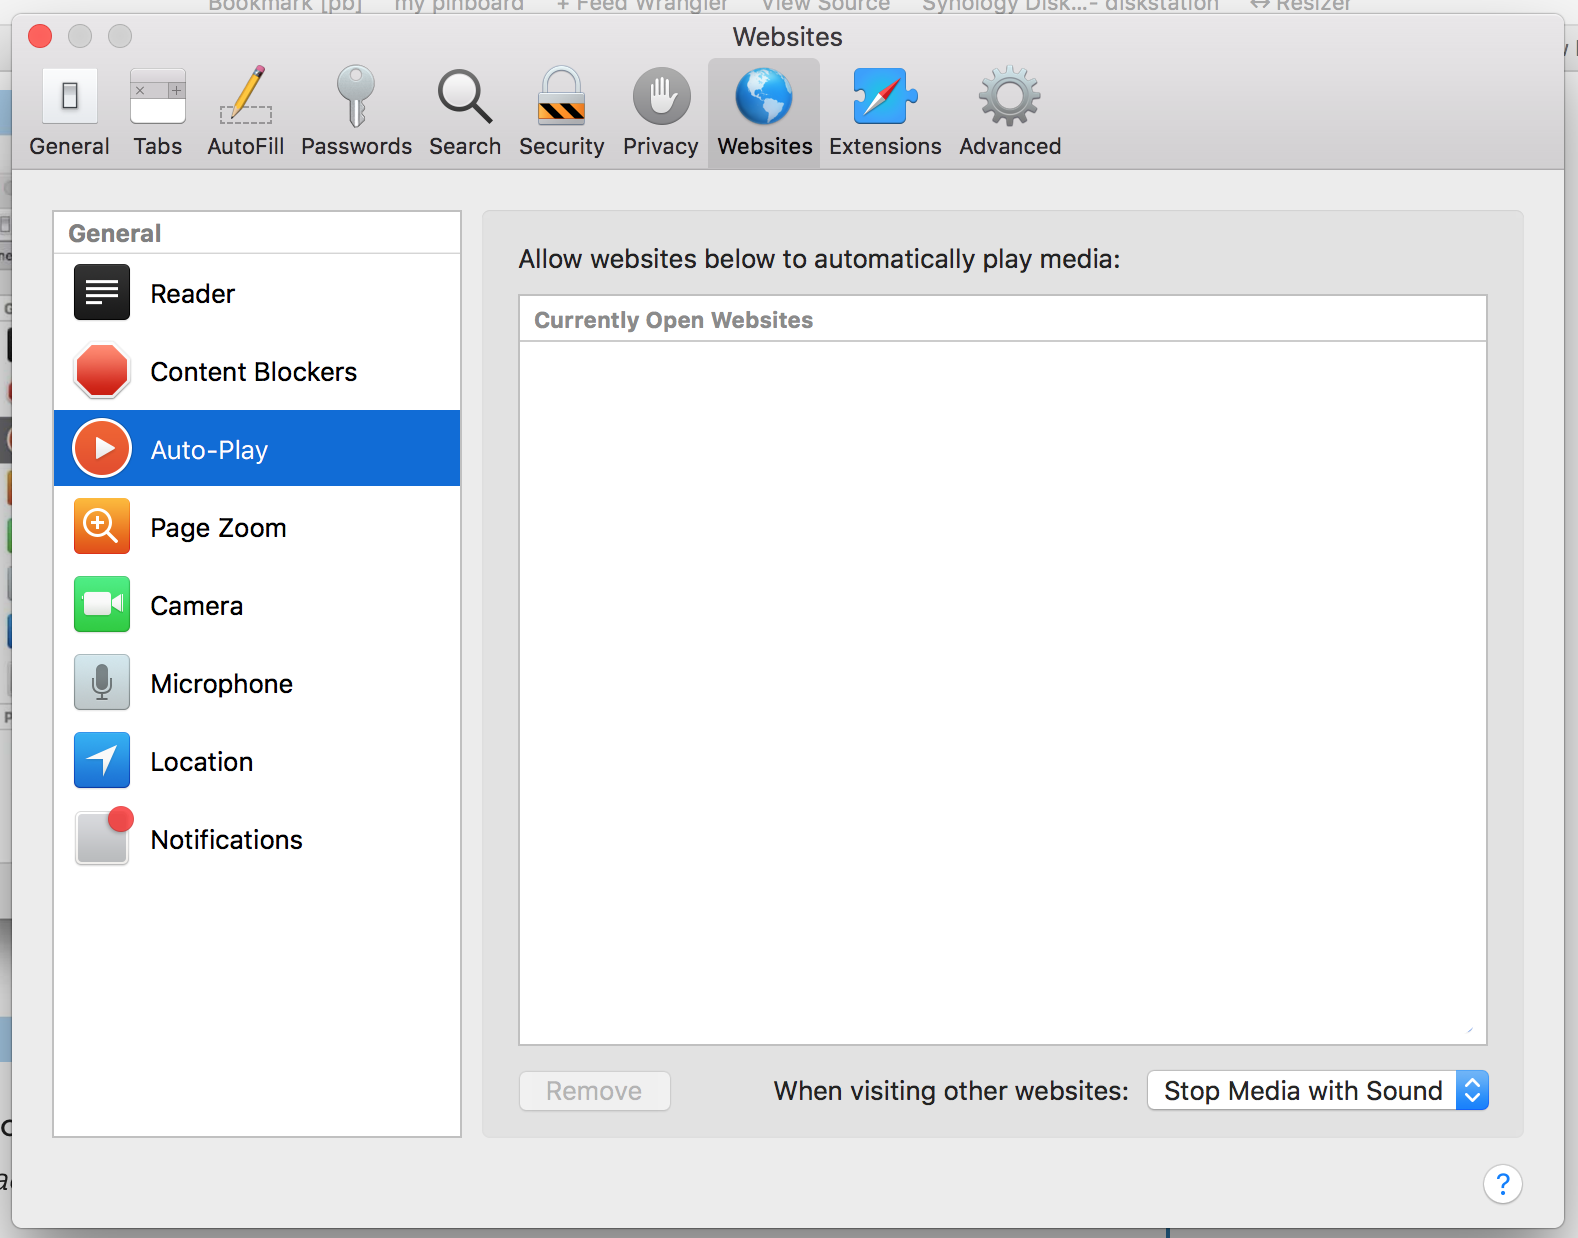 Bookmark [pb] my pinboard + Feed Wrangler View Source Synology Disk...- diskstation ↔ Resizer
Websites
General Tabs AutoFill Passwords Search Security Privacy Websites Extensions Advanced
General
Reader
Content Blockers
Auto-Play
Page Zoom
Camera
Microphone
Location
Notifications
Allow websites below to automatically play media:
Currently Open Websites
Remove
When visiting other websites: Stop Media with Sound
?